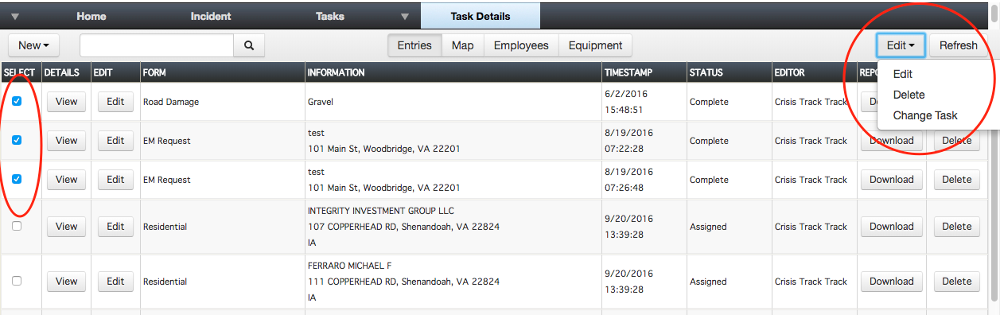 Home Incident Tasks Task Details
New Entries Map Employees Equipment Edit Refresh
SELECT DETAILS EDIT FORM INFORMATION TIMESTAMP STATUS EDITOR
Edit
Delete
Change Task
View Edit Road Damage Gravel 6/2/2016 Complete Crisis Track Track
15:48:51
View Edit EM Request test 8/19/2016 Complete Crisis Track Track Download Delete
101 Main St, Woodbridge, VA 22201 07:22:28
View Edit EM Request test 8/19/2016 Complete Crisis Track Track Download Delete
101 Main St, Woodbridge, VA 22201 07:26:48
INTEGRITY INVESTMENT GROUP LLC
View Edit Residential 107 COPPERHEAD RD, Shenandoah, VA 22824 9/20/2016 Assigned Crisis Track Track Download Delete
IA 13:39:28
FERRARO MICHAEL F
View Edit Residential 111 COPPERHEAD RD, Shenandoah, VA 22824 9/20/2016 Assigned Crisis Track Track Download Delete
IA 13:39:28